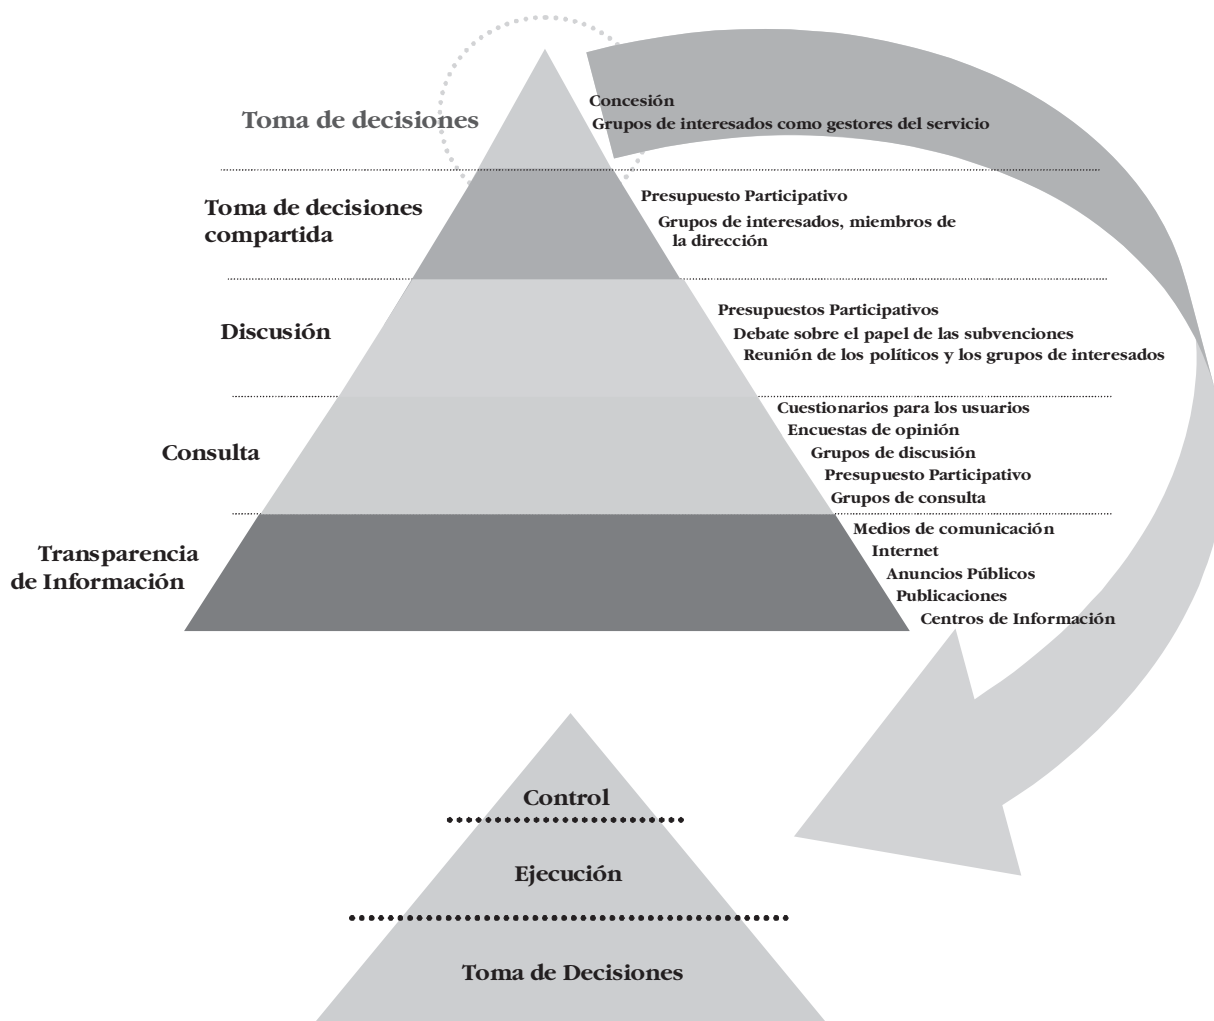 Toma de decisiones
Concesión
Grupos de interesados como gestores del servicio
Toma de decisiones
compartida
Presupuesto Participativo
Grupos de interesados, miembros de
la dirección
Discusión
Presupuestos Participativos
Debate sobre el papel de las subvenciones
Reunión de los políticos y los grupos de interesados
Consulta
Cuestionarios para los usuarios
Encuestas de opinión
Grupos de discusión
Presupuesto Participativo
Grupos de consulta
Transparencia
de Información
Medios de comunicación
Internet
Anuncios Públicos
Publicaciones
Centros de Información
Control
Ejecución
Toma de Decisiones